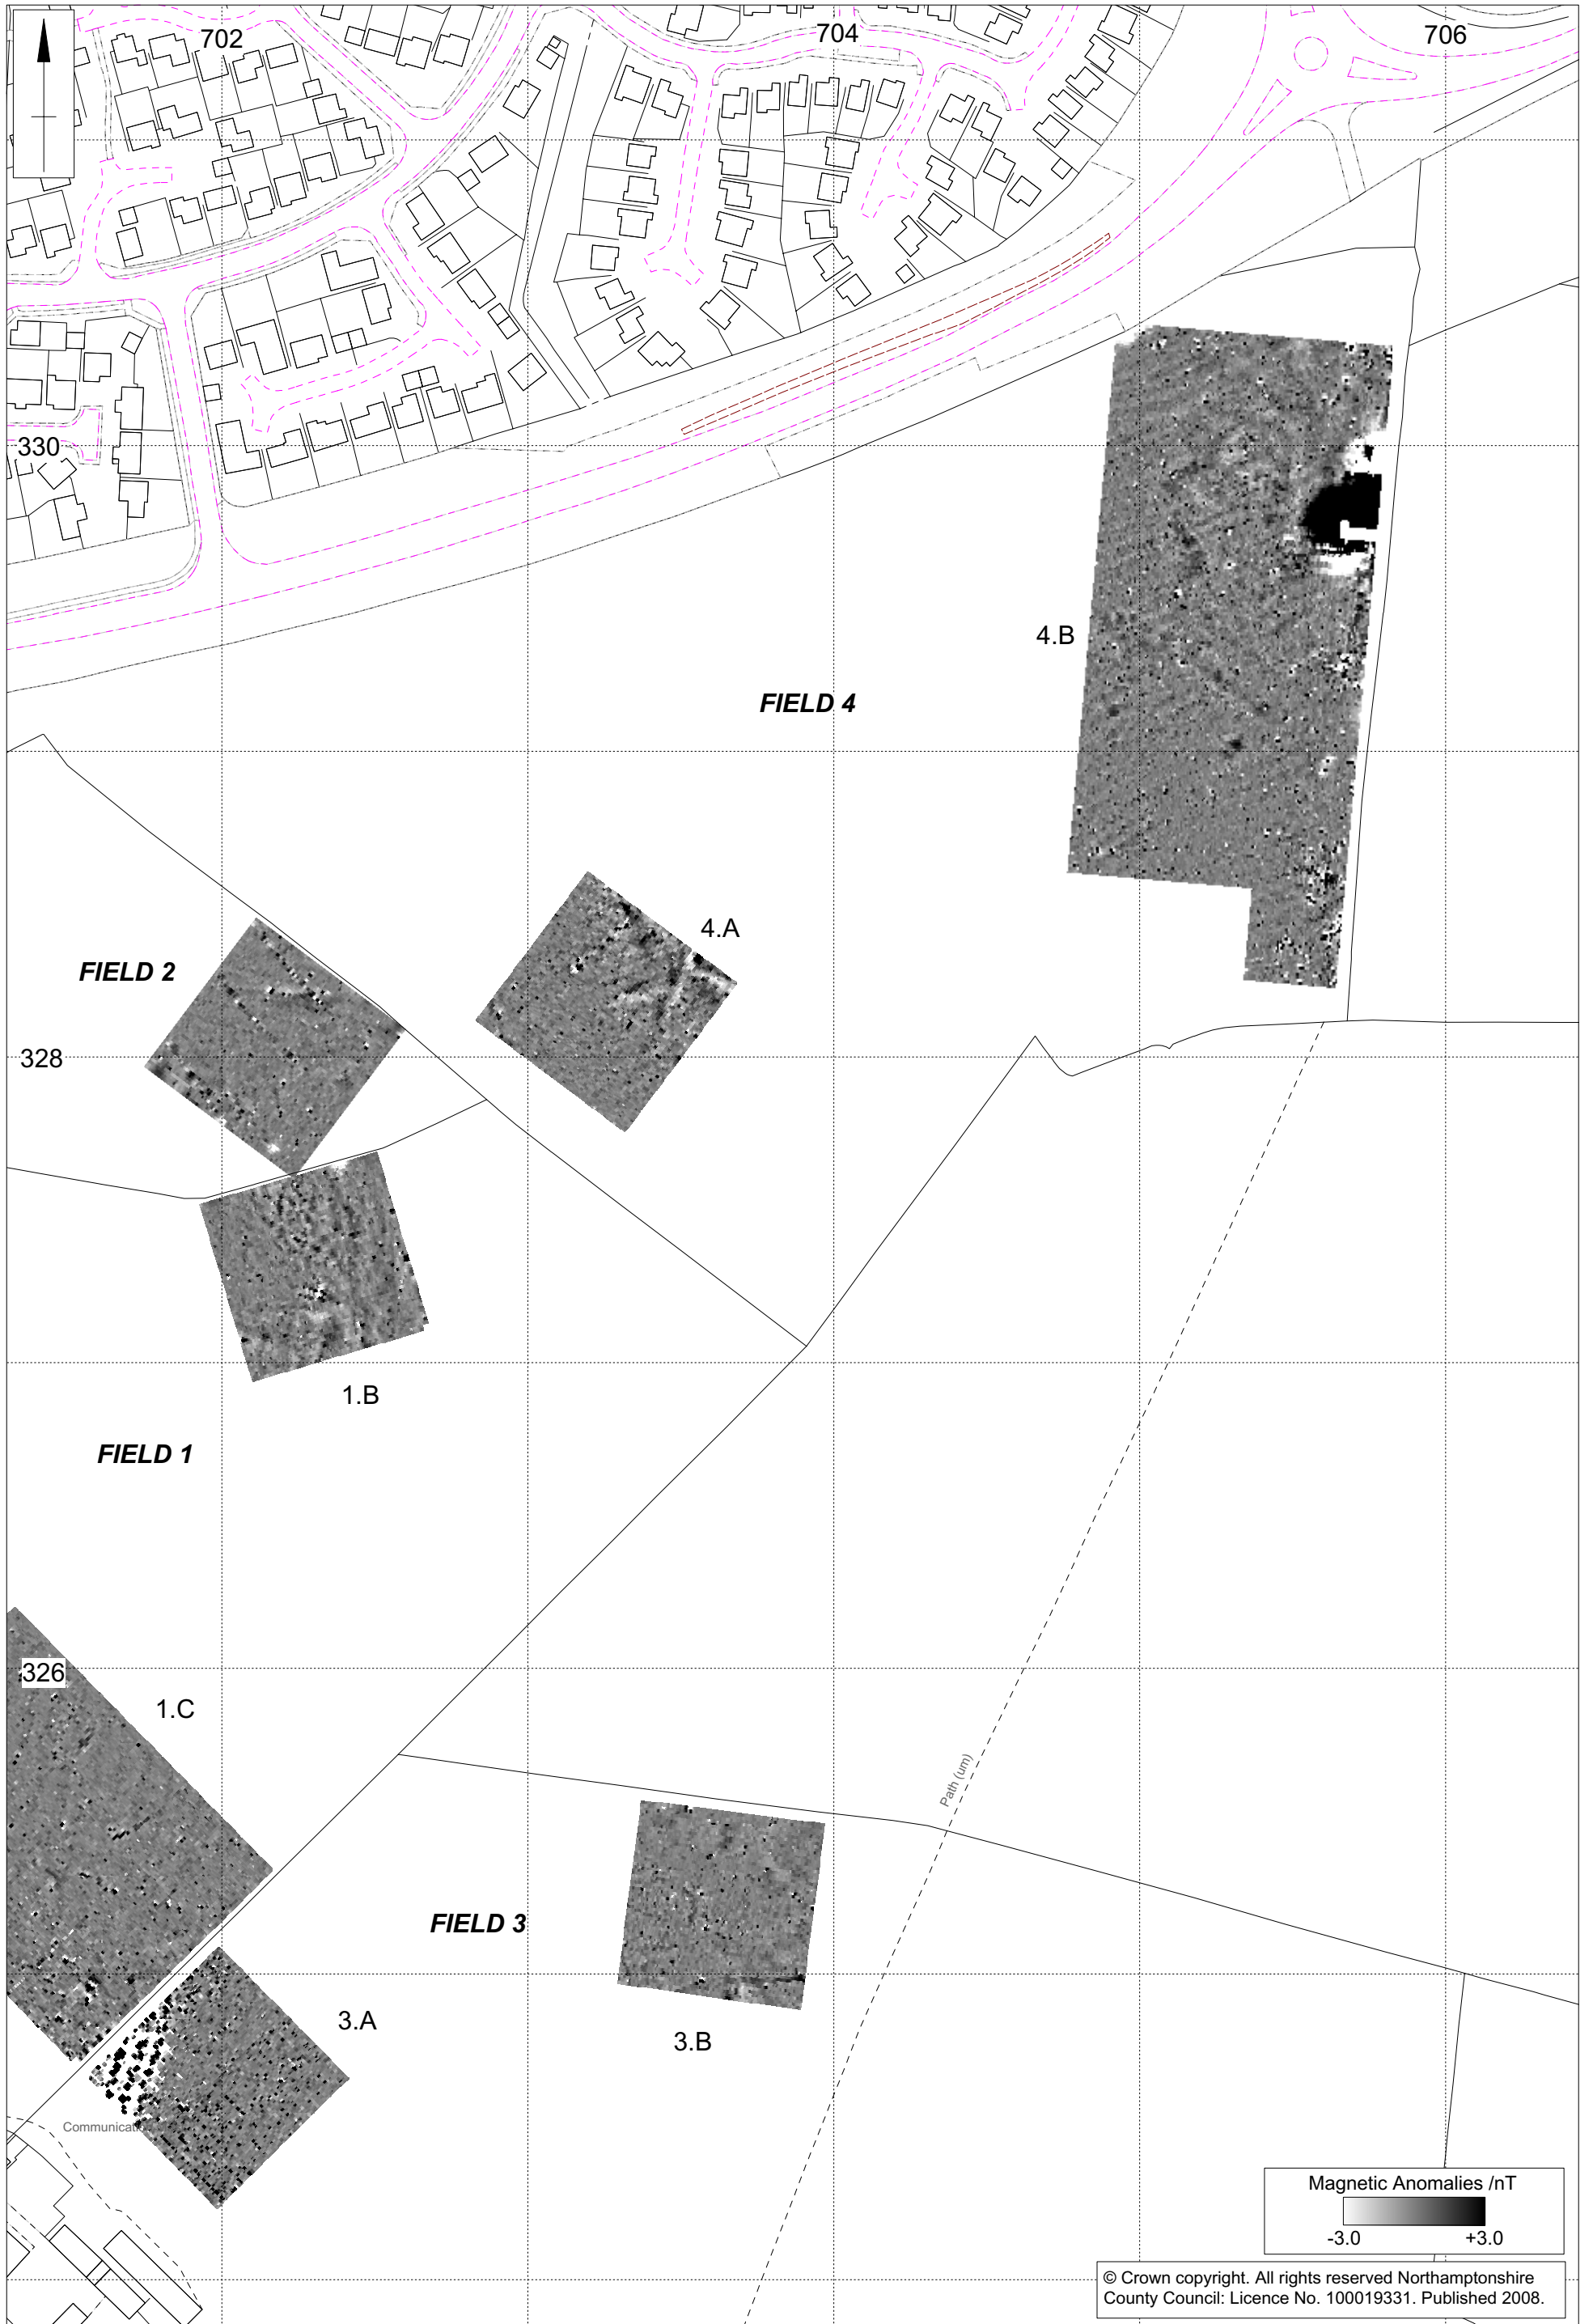 702
704
706
330
4.B
FIELD 4
4.A
FIELD 2
328
1.B
FIELD 1
326
1.C
Path (um)
FIELD 3
3.A
3.B
Magnetic Anomalies /nT
-3.0 +3.0
© Crown copyright. All rights reserved Northamptonshire
County Council: Licence No. 100019331. Published 2008.